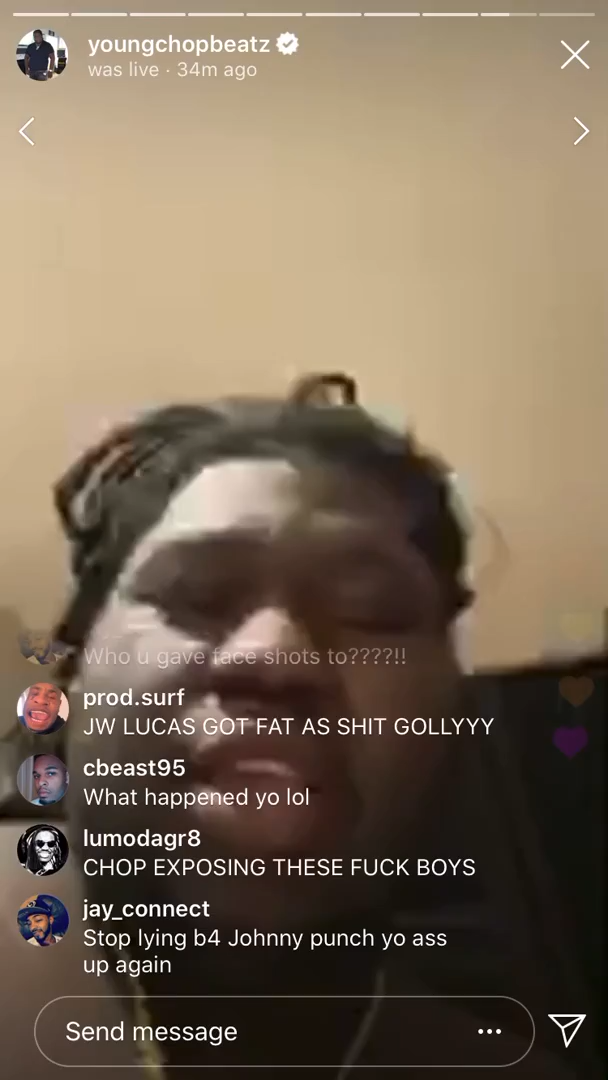 youngchopbeatz
was live · 34m ago
Who u gave face shots to????!!
prod.surf
JW LUCAS GOT FAT AS SHIT GOLLYYY
cbeast95
What happened yo lol
lumodagr8
CHOP EXPOSING THESE FUCK BOYS
jay_connect
Stop lying b4 Johnny punch yo ass
up again
Send message